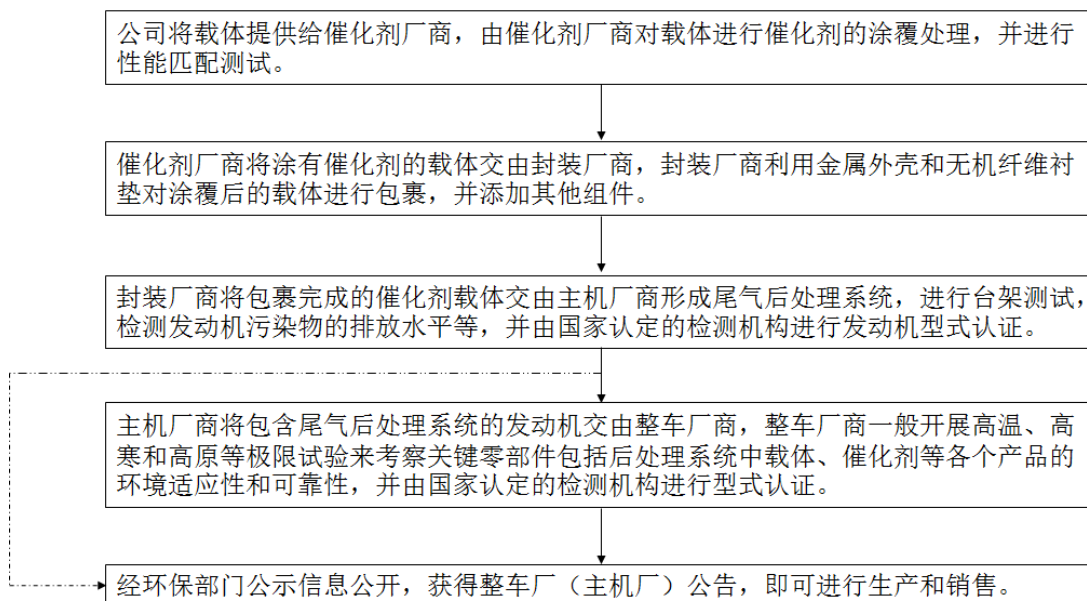 公司将载体提供给催化剂厂商，由催化剂厂商对载体进行催化剂的涂覆处理，并进行
性能匹配测试。
催化剂厂商将涂有催化剂的载体交由封装厂商，封装厂商利用金属外壳和无机纤维衬
垫对涂覆后的载体进行包裹，并添加其他组件。
封装厂商将包裹完成的催化剂载体交由主机厂商形成尾气后处理系统，进行台架测试，
检测发动机污染物的排放水平等，并由国家认定的检测机构进行发动机型式认证。
主机厂商将包含尾气后处理系统的发动机交由整车厂商，整车厂商一般开展高温、高
寒和高原等极限试验来考察关键零部件包括后处理系统中载体、催化剂等各个产品的
环境适应性和可靠性，并由国家认定的检测机构进行型式认证。
经环保部门公示信息公开，获得整车厂（主机厂）公告，即可进行生产和销售。